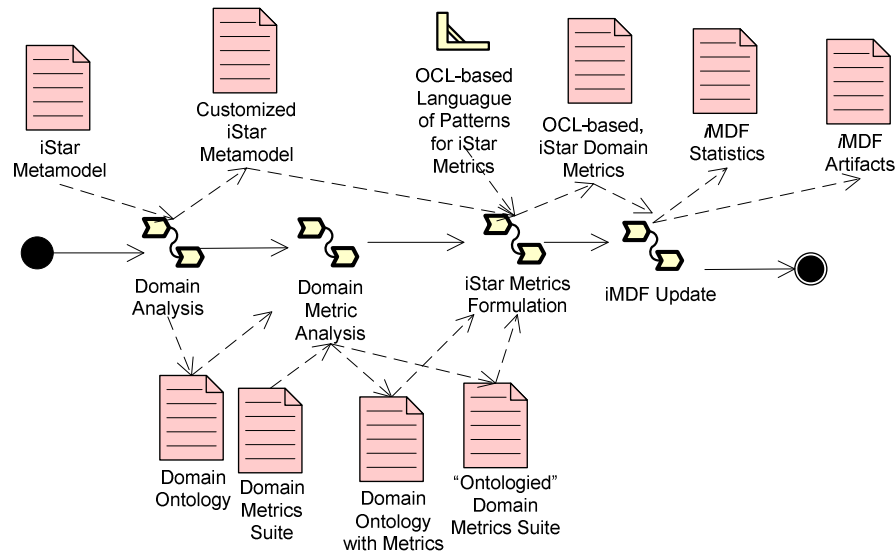 iStar
Metamodel
Customized
iStar
Metamodel
OCL-based
Languague
of Patterns
for iStar
Metrics
OCL-based,
iStar Domain
Metrics
iMDF
Statistics
iMDF
Artifacts
Domain
Analysis
Domain
Metric
Analysis
iStar Metrics
Formulation
iMDF Update
Domain
Ontology
Domain
Metrics
Suite
Domain
Ontology
with Metrics
“Ontologied”
Domain
Metrics Suite